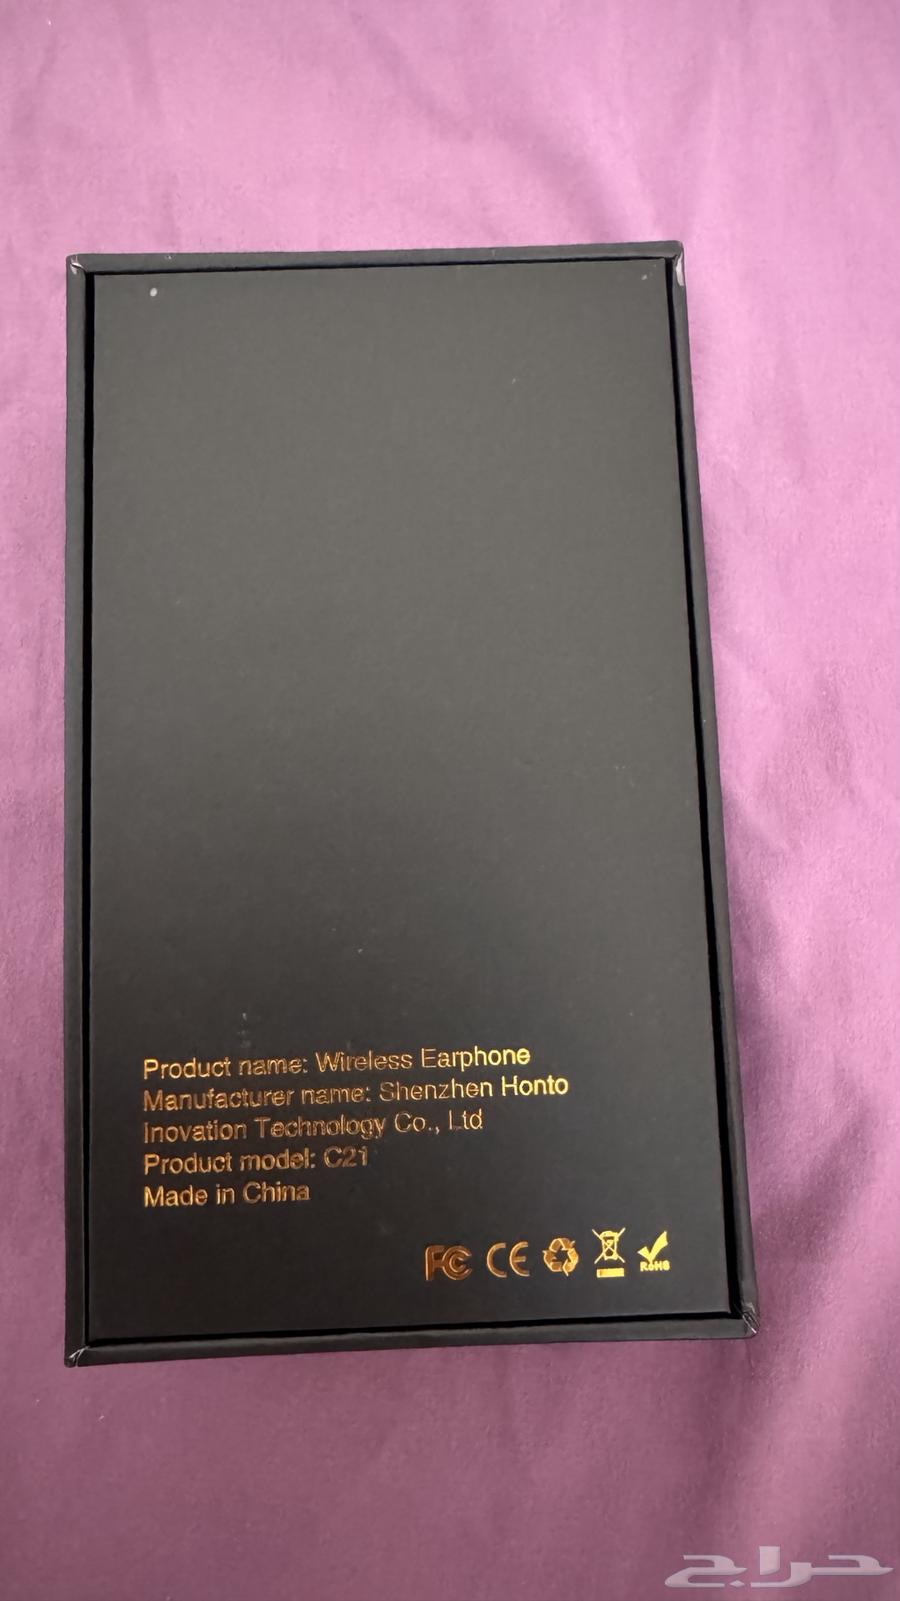 Product name: Wireless Earphone
Manufacturer name: Shenzhen Honto
Inovation Technology Co., Ltd
Product model: C21
Made in China
FC CE RoHS
حراج